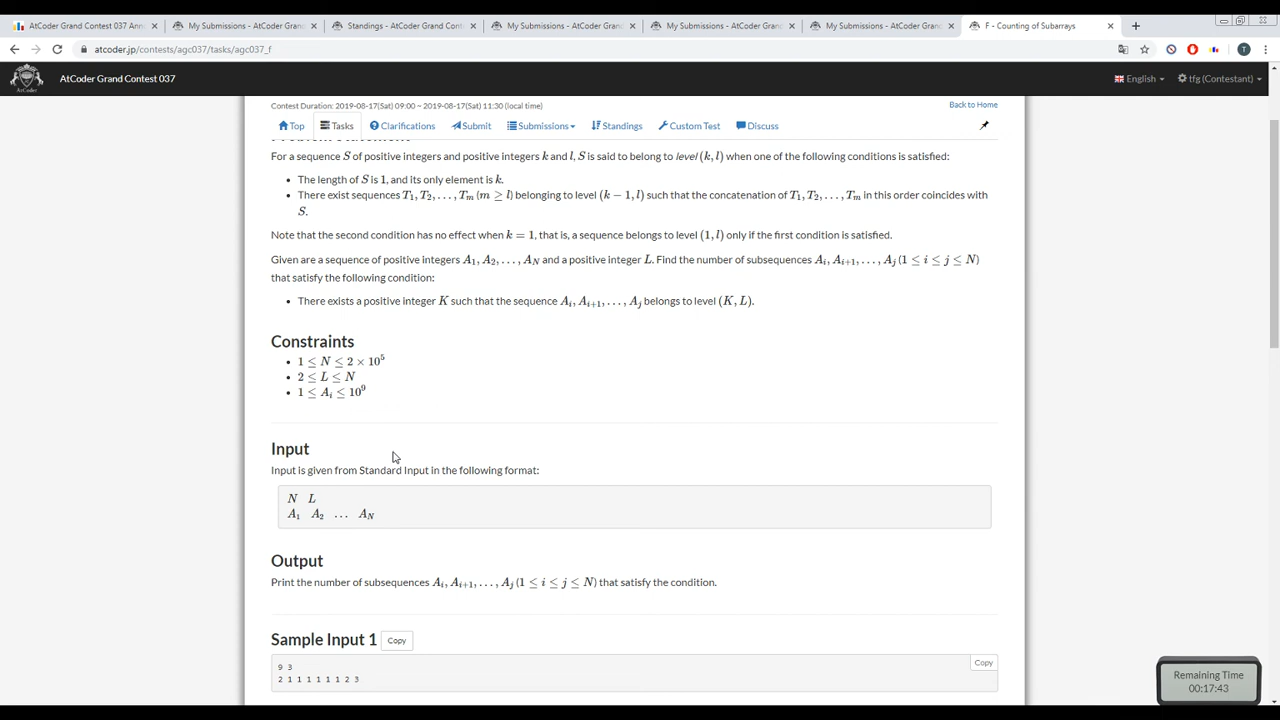 AtCoder Grand Contest 037 Ann
My Submissions - AtCoder Gran
Standings - AtCoder Grand Cont
My Submissions - AtCoder Gran
My Submissions - AtCoder Gran
My Submissions - AtCoder Gran
F - Counting of Subarrays
atcoder.jp/contests/agc037/tasks/agc037_f
T
AtCoder Grand Contest 037
English
tfg (Contestant)
Contest Duration: 2019-08-17(Sat) 09:00 ~ 2019-08-17(Sat) 11:30 (local time)
Back to Home
Top Tasks Clarifications Submit Submissions Standings Custom Test Discuss
Problem Statement
For a sequence S of positive integers and positive integers k and l, S is said to belong to level (k, l) when one of the following conditions is satisfied:
The length of S is 1, and its only element is k.
There exist sequences T1, T2, . . . , Tm (m ≥ l) belonging to level (k − 1, l) such that the concatenation of T1, T2, . . . , Tm in this order coincides with
S.
Note that the second condition has no effect when k = 1, that is, a sequence belongs to level (1, l) only if the first condition is satisfied.
Given are a sequence of positive integers A1, A2, . . . , AN and a positive integer L. Find the number of subsequences Ai, Ai+1, . . . , Aj (1 ≤ i ≤ j ≤ N)
that satisfy the following condition:
There exists a positive integer K such that the sequence Ai, Ai+1, . . . , Aj belongs to level (K, L).
Constraints
1 ≤ N ≤ 2 × 10^5
2 ≤ L ≤ N
1 ≤ Ai ≤ 10^9
Input
Input is given from Standard Input in the following format:
N L
A1 A2 . . . AN
Output
Print the number of subsequences Ai, Ai+1, . . . , Aj (1 ≤ i ≤ j ≤ N) that satisfy the condition.
Sample Input 1
Copy
Copy
9 3
2 1 1 1 1 1 1 2 3
Remaining Time
00:17:43